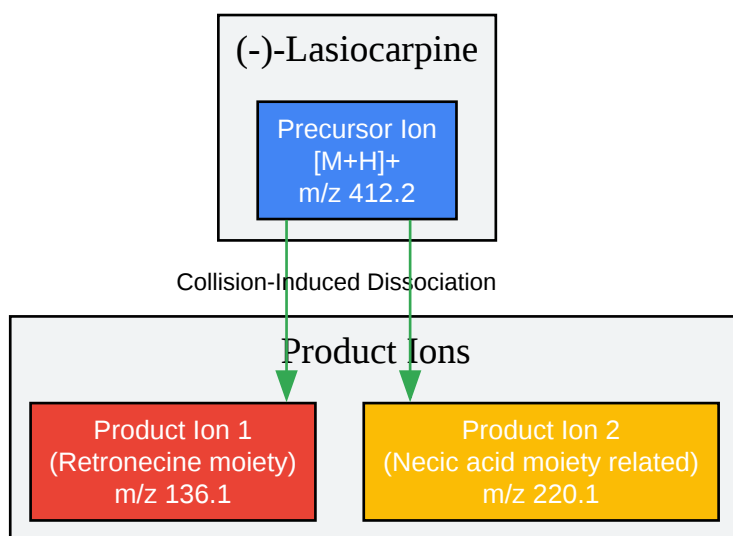 (-)-Lasiocarpine
Precursor Ion
[M+H]+
m/z 412.2
Collision-Induced Dissociation
Product Ions
Product Ion 1
(Retronecine moiety)
m/z 136.1
Product Ion 2
(Necic acid moiety related)
m/z 220.1